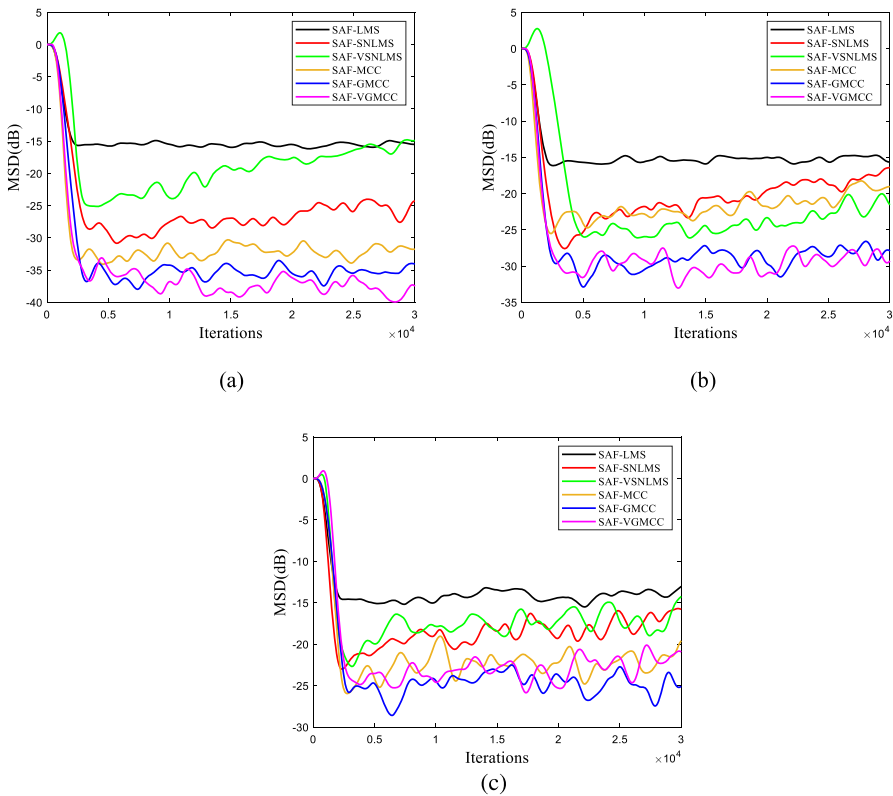 5
0
-5
-10
-15
-20
-25
-30
-35
-40
MSD(dB)
0
0.5
1
1.5
2
2.5
3
×10⁴
Iterations
SAF-LMS
SAF-SNLMS
SAF-VSNLMS
SAF-MCC
SAF-GMCC
SAF-VGMCC
(a)
5
0
-5
-10
-15
-20
-25
-30
-35
MSD(dB)
0
0.5
1
1.5
2
2.5
3
×10⁴
Iterations
SAF-LMS
SAF-SNLMS
SAF-VSNLMS
SAF-MCC
SAF-GMCC
SAF-VGMCC
(b)
5
0
-5
-10
-15
-20
-25
-30
MSD(dB)
0
0.5
1
1.5
2
2.5
3
×10⁴
Iterations
SAF-LMS
SAF-SNLMS
SAF-VSNLMS
SAF-MCC
SAF-GMCC
SAF-VGMCC
(c)